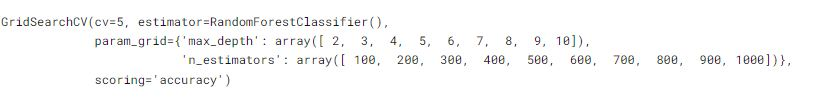 GridSearchCV(cv=5, estimator=RandomForestClassifier(),
             param_grid={'max_depth': array([ 2,  3,  4,  5,  6,  7,  8,  9, 10]),
                         'n_estimators': array([ 100,  200,  300,  400,  500,  600,  700,  800,  900, 1000])},
             scoring='accuracy')